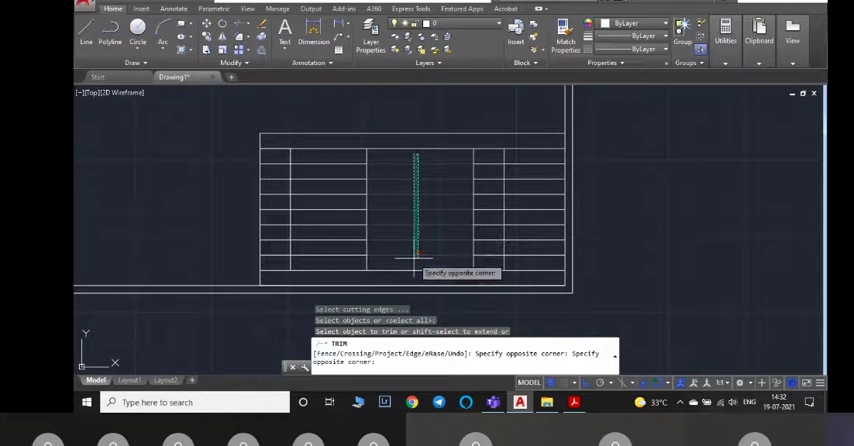 Home Insert Annotate Parametric View Manage Output Add-ins A360 Express Tools Featured Apps Acrobat
Line Polyline Circle Arc Text Dimension Layer Properties 0 Insert Match Properties ByLayer Group Utilities Clipboard View
ByLayer
ByLayer
Draw Modify Annotation Layers Block Properties Groups
Start Drawing1*
[−][Top][2D Wireframe]
Specify opposite corner:
Select cutting edges ...
Select objects or <select all>:
Select object to trim or shift-select to extend or
TRIM
[Fence/Crossing/Project/Edge/eRase/Undo]: Specify opposite corner: Specify
opposite corner:
Y
X
Model Layout1 Layout2 +
MODEL 1:1
Type here to search
33°C ENG 14:32
19-07-2021